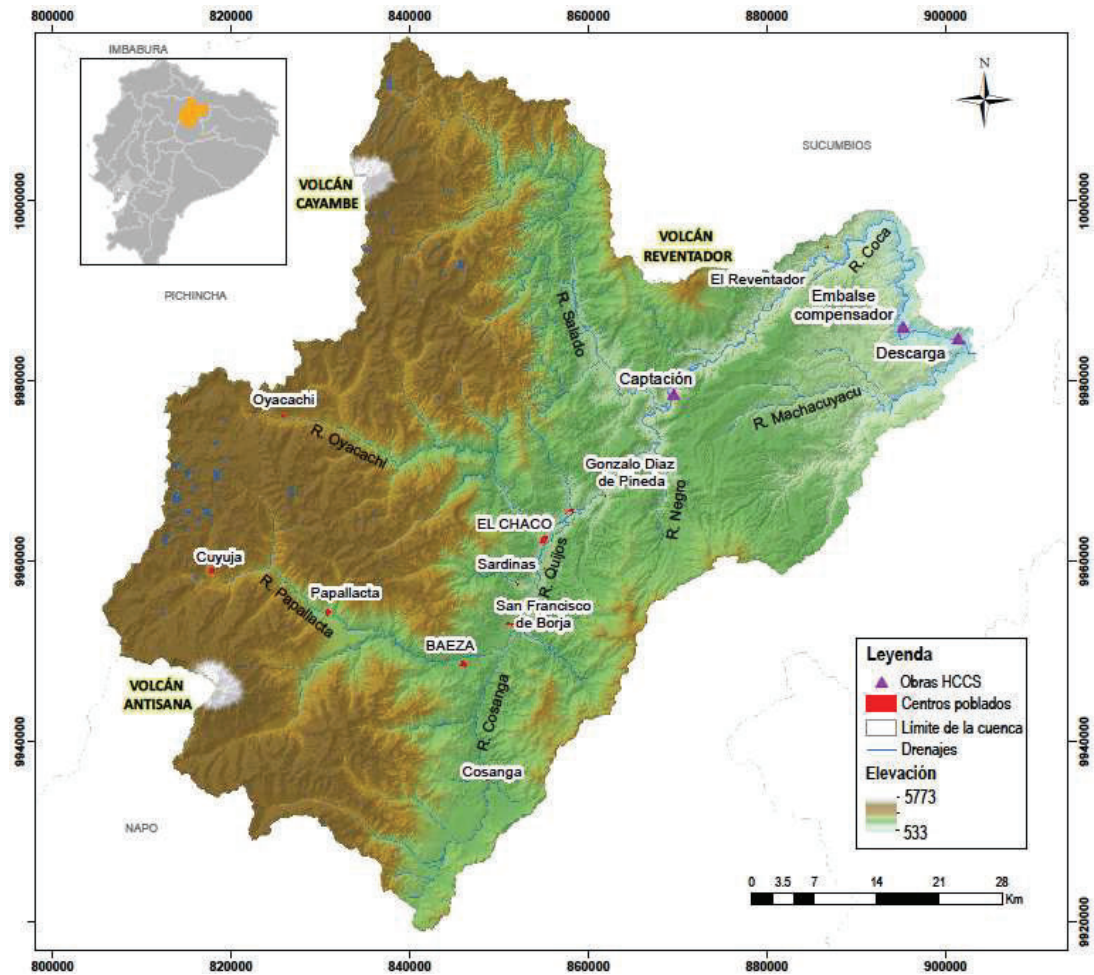 800000
820000
840000
860000
880000
900000
IMBABURA
N
SUCUMBIOS
10000000
10000000
VOLCÁN
CAYAMBE
VOLCÁN
REVENTADOR
R. Coca
El Reventador
PICHINCHA
R. Salado
Embalse
compensador
Descarga
9980000
9980000
Captación
Oyacachi
R. Machacuyacu
R. Oyacachi
Gonzalo Diaz
de Pineda
R. Negro
EL CHACO
9960000
9960000
Cuyuja
Sardinas
R. Quijos
R. Papallacta
Papallacta
San Francisco
de Borja
BAEZA
VOLCÁN
ANTISANA
R. Cosanga
Leyenda
Obras HCCS
Centros poblados
Límite de la cuenca
Drenajes
Elevación
5773
533
9940000
9940000
Cosanga
NAPO
0 3.5 7 14 21 28
Km
9920000
9920000
800000
820000
840000
860000
880000
900000